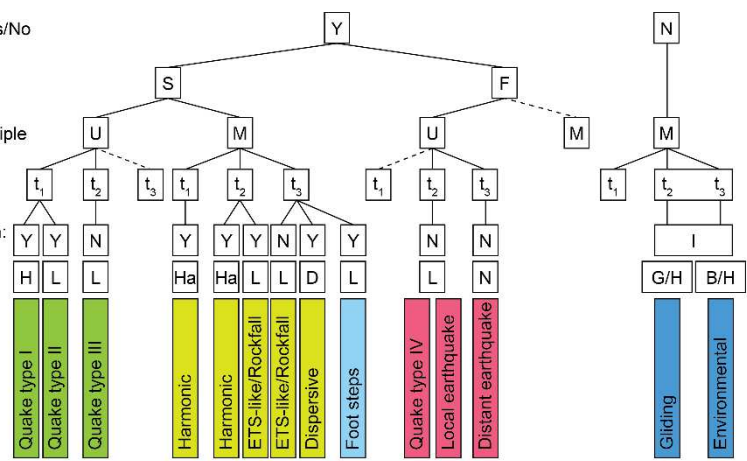 s/No Y N
S F
iple U M U M M
t1 t2 t3 t1 t2 t3 t1 t2 t3 t1 t2 t3
n: Y Y N Y Y Y N Y Y N N I
H L L Ha Ha L L D L L N G/H B/H
Quake type I
Quake type II
Quake type III
Harmonic
Harmonic
ETS-like/Rockfall
ETS-like/Rockfall
Dispersive
Foot steps
Quake type IV
Local earthquake
Distant earthquake
Gliding
Environmental